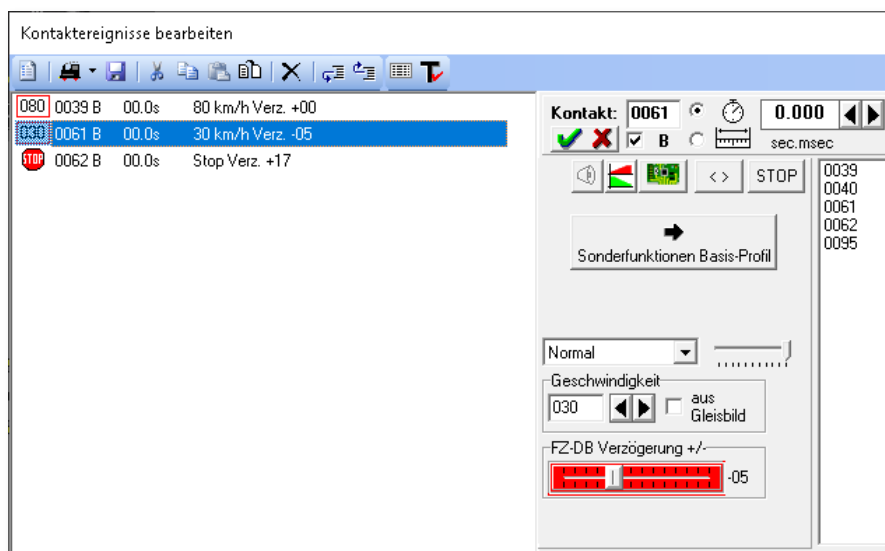 Kontaktereignisse bearbeiten
080 0039 B 00.0s 80 km/h Verz. +00
030 0061 B 00.0s 30 km/h Verz. -05
STOP 0062 B 00.0s Stop Verz. +17
Kontakt: 0061 0.000
B sec.msec
< > STOP
0039
0040
0061
0062
0095
Sonderfunktionen Basis-Profil
Normal
Geschwindigkeit
030 aus Gleisbild
FZ-DB Verzögerung +/-
-05